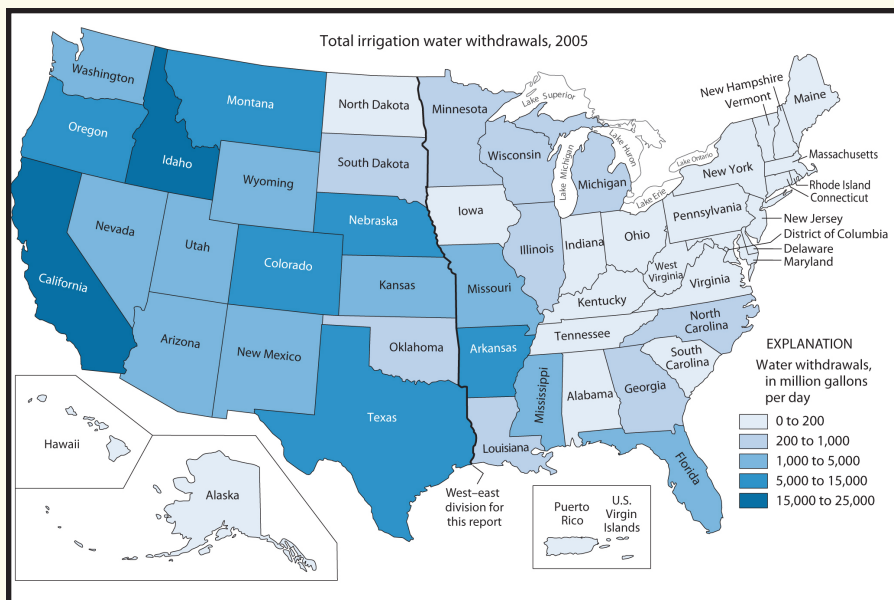 Total irrigation water withdrawals, 2005
Washington
Oregon
Idaho
Montana
Wyoming
North Dakota
South Dakota
Nebraska
Nevada
Utah
Colorado
Kansas
California
Arizona
New Mexico
Oklahoma
Texas
Minnesota
Wisconsin
Iowa
Illinois
Missouri
Arkansas
Louisiana
Lake Superior
Lake Michigan
Lake Huron
Lake Erie
Lake Ontario
Michigan
Indiana
Ohio
Kentucky
Tennessee
Mississippi
Alabama
Georgia
Florida
South
Carolina
North
Carolina
Virginia
West
Virginia
Pennsylvania
New York
New Hampshire
Vermont
Maine
Massachusetts
Rhode Island
Connecticut
New Jersey
District of Columbia
Delaware
Maryland
Hawaii
Alaska
West–east
division for
this report
Puerto
Rico
U.S.
Virgin
Islands
EXPLANATION
Water withdrawals,
in million gallons
per day
0 to 200
200 to 1,000
1,000 to 5,000
5,000 to 15,000
15,000 to 25,000